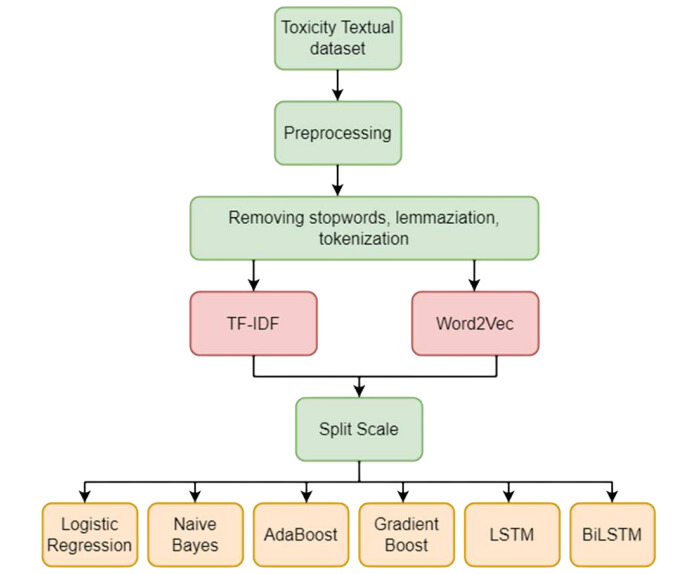 Toxicity Textual
dataset
Preprocessing
Removing stopwords, lemmaziation,
tokenization
TF-IDF
Word2Vec
Split Scale
Logistic
Regression
Naive
Bayes
AdaBoost
Gradient
Boost
LSTM
BiLSTM